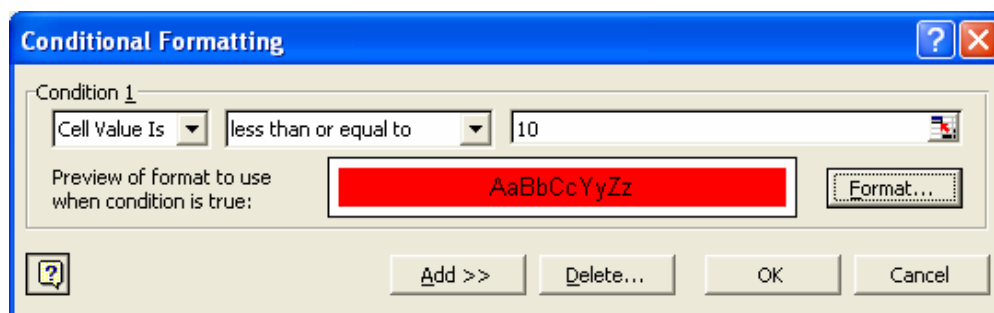 Conditional Formatting
Condition 1
Cell Value Is less than or equal to 10
Preview of format to use
when condition is true:
AaBbCcYyZz
Format...
Add >> Delete... OK Cancel